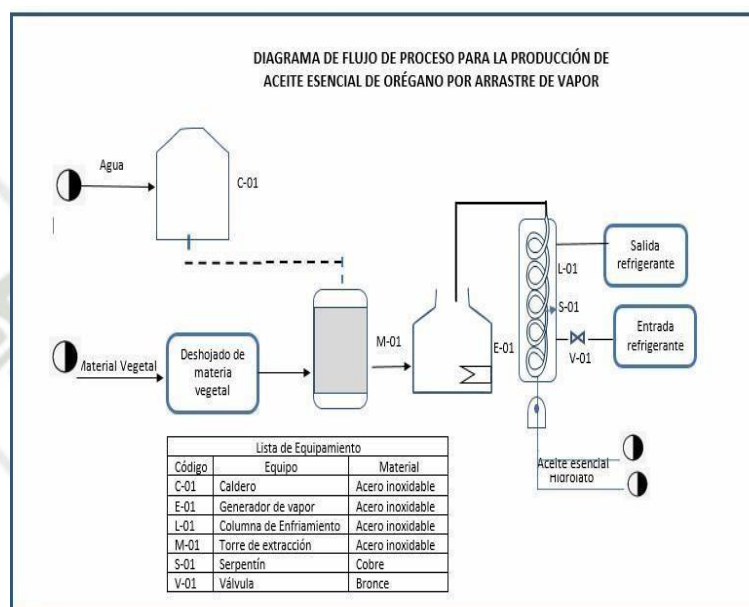 DIAGRAMA DE FLUJO DE PROCESO PARA LA PRODUCCIÓN DE
ACEITE ESENCIAL DE ORÉGANO POR ARRASTRE DE VAPOR
Agua
C-01
Salida
refrigerante
L-01
S-01
Entrada
refrigerante
V-01
E-01
M-01
Material Vegetal
Deshojado de
materia
vegetal
Aceite esencial
Hidrolato
Lista de Equipamiento
Código Equipo Material
C-01 Caldero Acero inoxidable
E-01 Generador de vapor Acero inoxidable
L-01 Columna de Enfriamiento Acero inoxidable
M-01 Torre de extracción Acero inoxidable
S-01 Serpentín Cobre
V-01 Válvula Bronce